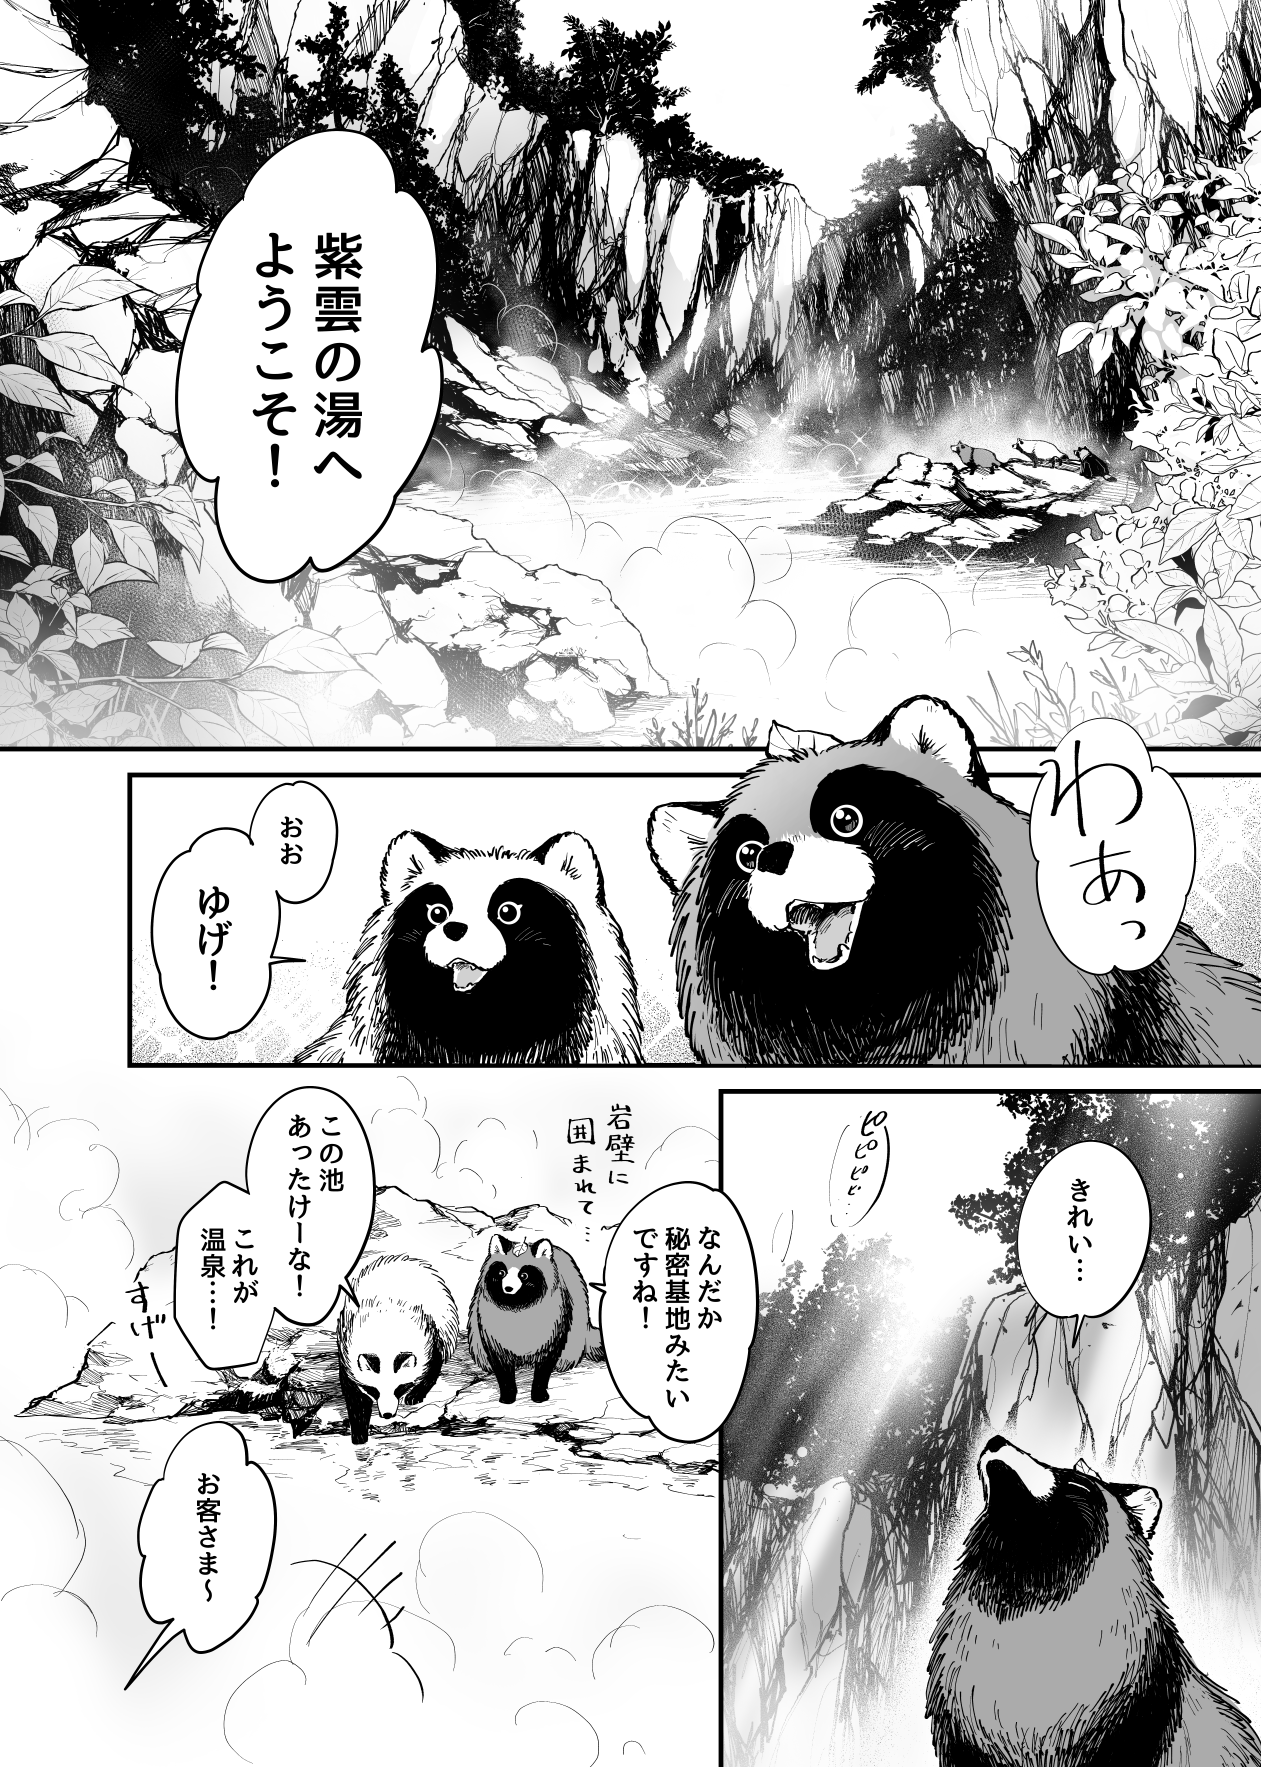 紫雲の湯へ
ようこそ！
わあっ
おお
ゆげ！
きれい…
ピピピピ…
なんだか
秘密基地みたい
ですね！
岩壁に
囲まれて…
この池
あったけーな！
これが
温泉…！
すげー
お客さま～